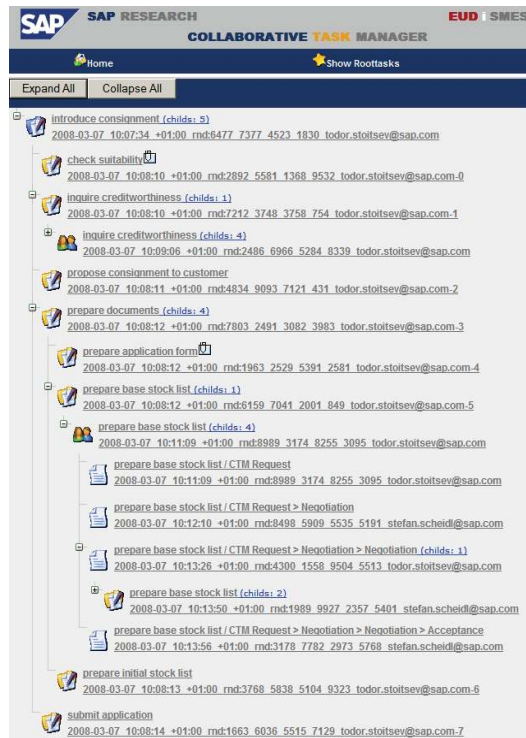 SAP SAP RESEARCH EUD i SMES
COLLABORATIVE TASK MANAGER
Home Show Roottasks
Expand All Collapse All
introduce consignment (childs: 5)
2008-03-07 10:07:34 +01:00 rnd:6477 7377 4523 1830 todor.stoitsev@sap.com
check suitability
2008-03-07 10:08:10 +01:00 rnd:2892 5581 1368 9532 todor.stoitsev@sap.com-0
inquire creditworthiness (childs: 1)
2008-03-07 10:08:10 +01:00 rnd:7212 3748 3758 754 todor.stoitsev@sap.com-1
inquire creditworthiness (childs: 4)
2008-03-07 10:09:06 +01:00 rnd:2486 6966 5284 8339 todor.stoitsev@sap.com
propose consignment to customer
2008-03-07 10:08:11 +01:00 rnd:4834 9093 7121 431 todor.stoitsev@sap.com-2
prepare documents (childs: 4)
2008-03-07 10:08:12 +01:00 rnd:7803 2491 3082 3983 todor.stoitsev@sap.com-3
prepare application form
2008-03-07 10:08:12 +01:00 rnd:1963 2529 5391 2581 todor.stoitsev@sap.com-4
prepare base stock list (childs: 1)
2008-03-07 10:08:12 +01:00 rnd:6159 7041 2001 849 todor.stoitsev@sap.com-5
prepare base stock list (childs: 4)
2008-03-07 10:11:09 +01:00 rnd:8989 3174 8255 3095 todor.stoitsev@sap.com
prepare base stock list / CTM Request
2008-03-07 10:11:09 +01:00 rnd:8989 3174 8255 3095 todor.stoitsev@sap.com
prepare base stock list / CTM Request > Negotiation
2008-03-07 10:12:10 +01:00 rnd:8498 5909 5535 5191 stefan.scheidl@sap.com
prepare base stock list / CTM Request > Negotiation > Negotiation (childs: 1)
2008-03-07 10:13:26 +01:00 rnd:4300 1558 9504 5513 todor.stoitsev@sap.com
prepare base stock list (childs: 2)
2008-03-07 10:13:50 +01:00 rnd:1989 9927 2357 5401 stefan.scheidl@sap.com
prepare base stock list / CTM Request > Negotiation > Negotiation > Acceptance
2008-03-07 10:13:56 +01:00 rnd:3178 7782 2973 5768 stefan.scheidl@sap.com
prepare initial stock list
2008-03-07 10:08:13 +01:00 rnd:3768 5838 5104 9323 todor.stoitsev@sap.com-6
submit application
2008-03-07 10:08:14 +01:00 rnd:1663 6036 5515 7129 todor.stoitsev@sap.com-7